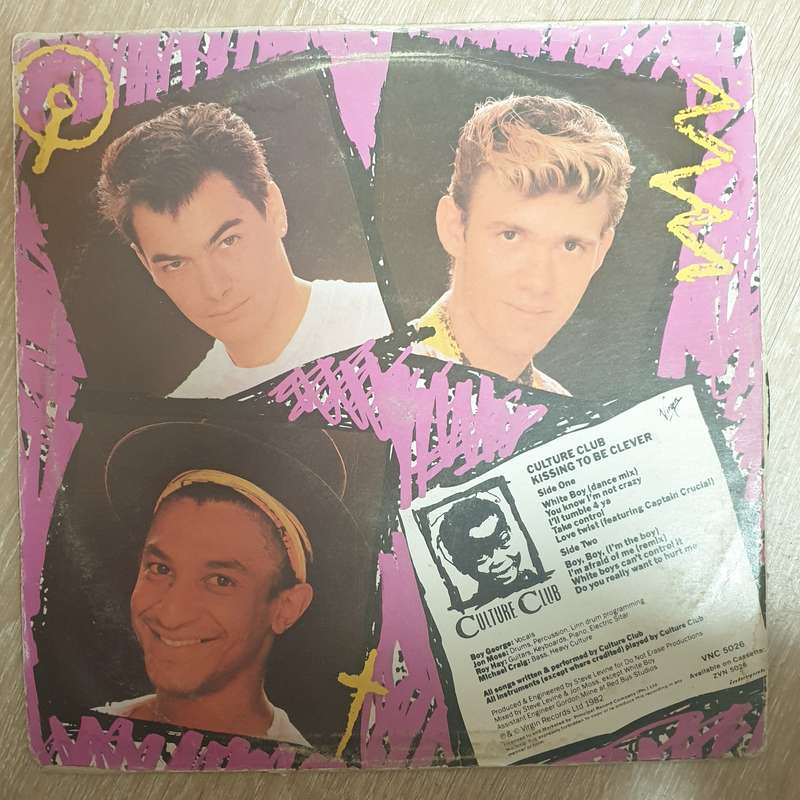 Virgin
CULTURE CLUB
KISSING TO BE CLEVER
Side One
White Boy (dance mix)
You know I'm not crazy
I'll tumble 4 ya
Take control
Love twist (featuring Captain Crucial)
Side Two
Boy, Boy, (I'm the boy)
I'm afraid of me (remix)
White boys can't control it
Do you really want to hurt me
CULTURE CLUB
Boy George: Vocals
Jon Moss: Drums, Percussion, Linn drum programming
Roy Hay: Guitars, Keyboards, Piano, Electric Sitar
Michael Craig: Bass, Heavy Culture
All songs written & performed by Culture Club
All instruments (except where credited) played by Culture Club
Produced & Engineered by Steve Levine for Do Not Erase Productions
Mixed by Steve Levine & Jon Moss, except White Boy
Assistant Engineer Gordon Milne at Red Bus Studios
℗ & © Virgin Records Ltd 1982
VNC 5026
Available on Cassette
ZVN 5026